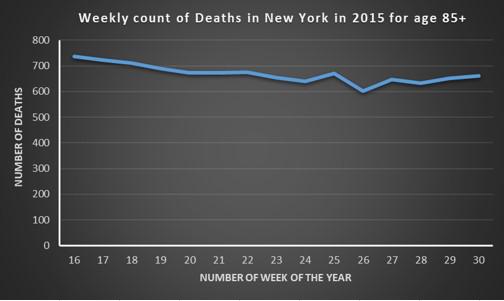 Weekly count of Deaths in New York in 2015 for age 85+
800
700
600
500
400
300
200
100
0
NUMBER OF DEATHS
16 17 18 19 20 21 22 23 24 25 26 27 28 29 30
NUMBER OF WEEK OF THE YEAR